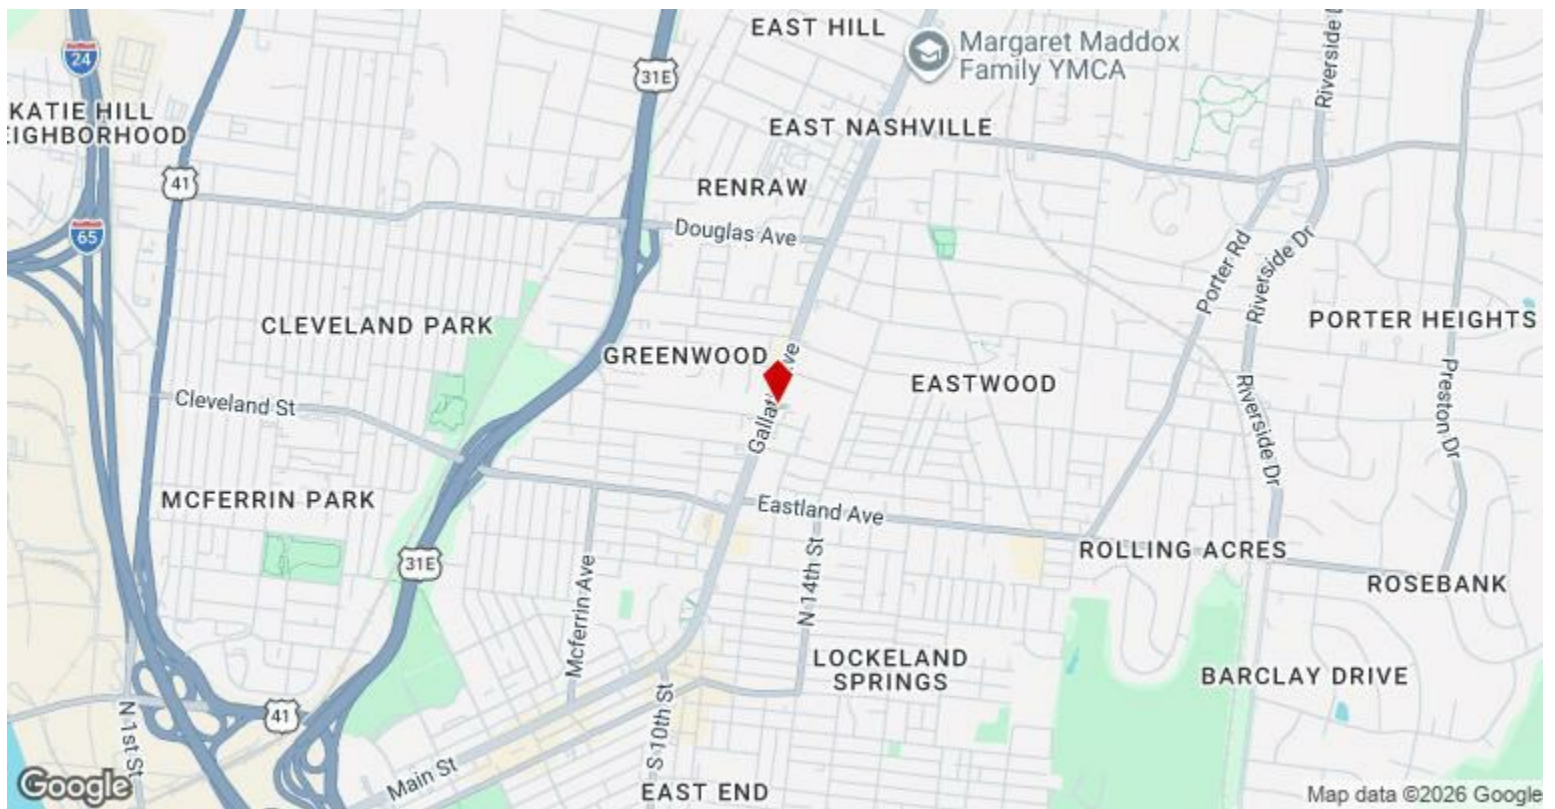 EAST HILL
24
31E
Margaret Maddox
Family YMCA
Riverside
KATIE HILL
EIGHBORHOOD
EAST NASHVILLE
41
RENRAW
65
Douglas Ave
Porter Rd
Riverside Dr
CLEVELAND PARK
PORTER HEIGHTS
GREENWOOD
Gallati
ve
EASTWOOD
Cleveland St
Riverside Dr
Preston Dr
MCFERRIN PARK
Eastland Ave
31E
Mcferrin Ave
N 14th St
ROLLING ACRES
ROSEBANK
LOCKELAND
SPRINGS
BARCLAY DRIVE
41
N 1st St
S 10th St
Main St
EAST END
Google
Map data ©2026 Google